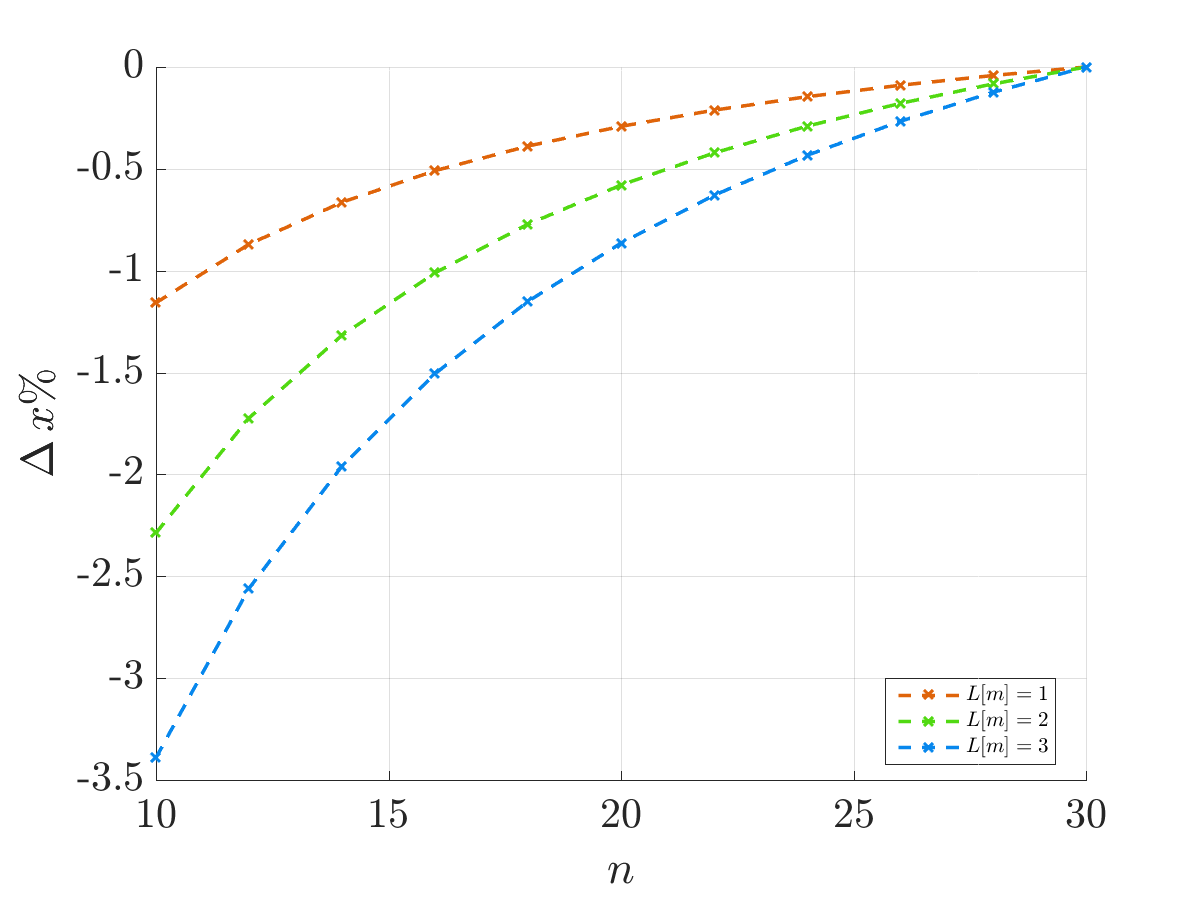 0
-0.5
-1
-1.5
-2
-2.5
-3
-3.5
Δ x%
10 15 20 25 30
n
L[m] = 1
L[m] = 2
L[m] = 3